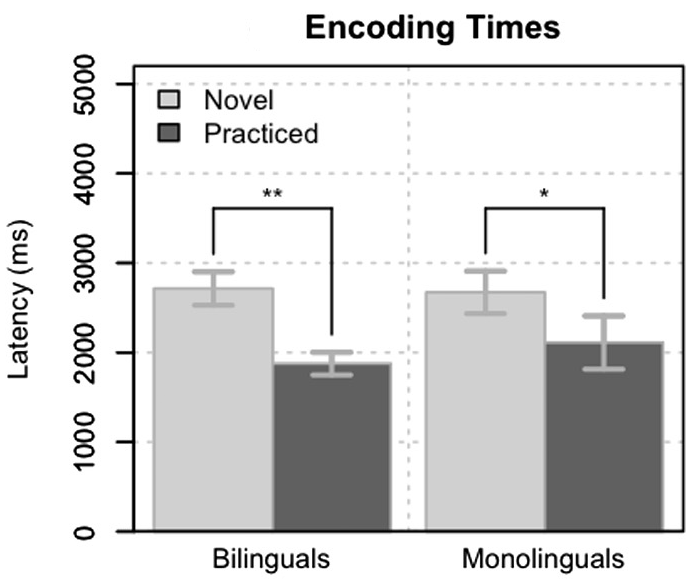 Encoding Times
Novel
Practiced
5000
4000
3000
2000
1000
0
Latency (ms)
**
*
Bilinguals
Monolinguals